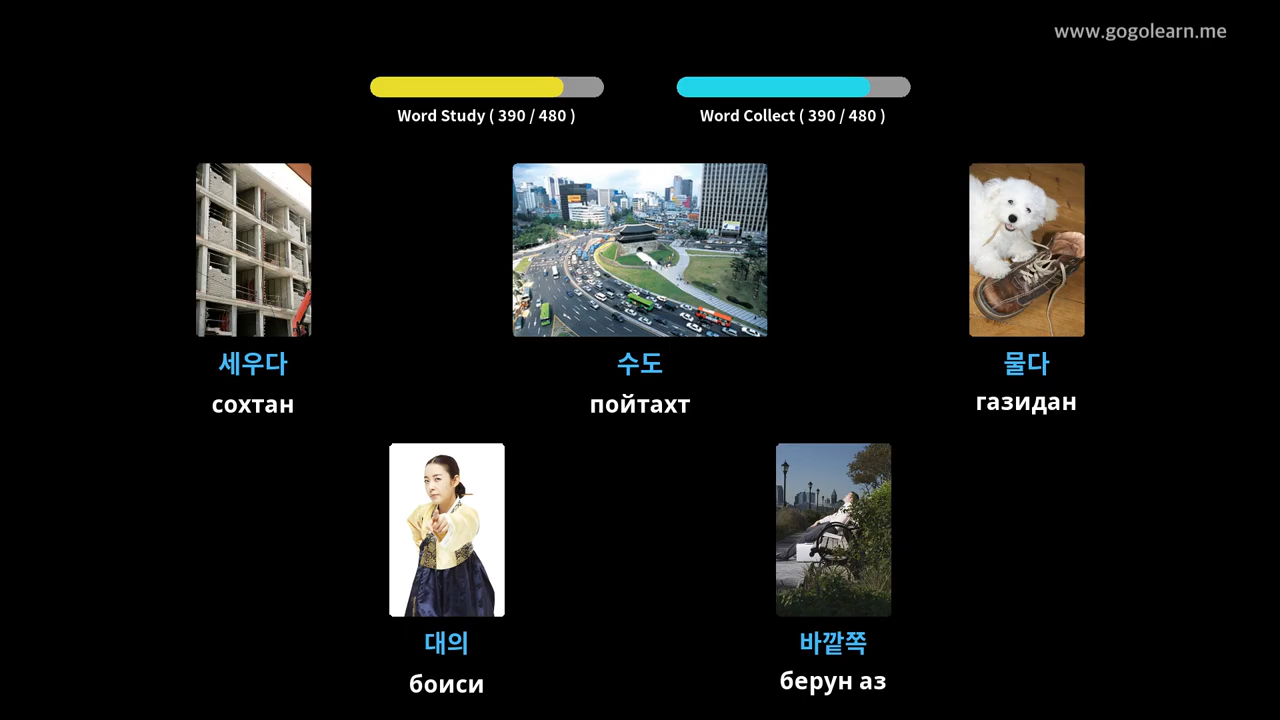 www.gogolearn.me
Word Study ( 390 / 480 )
Word Collect ( 390 / 480 )
세우다
수도
물다
сохтан
пойтахт
газидан
대의
바깥쪽
боиси
берун аз